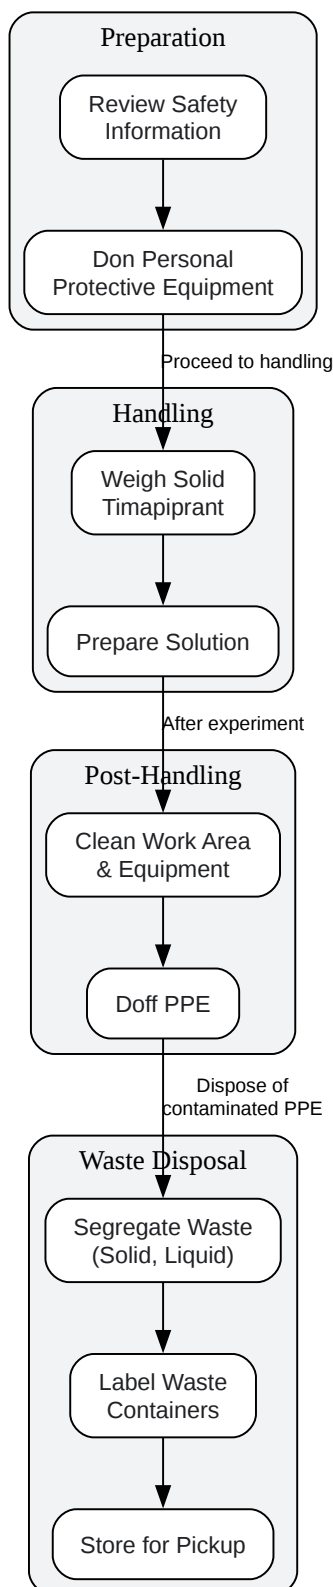 Preparation
Review Safety
Information
Don Personal
Protective Equipment
Proceed to handling
Handling
Weigh Solid
Timapiprant
Prepare Solution
After experiment
Post-Handling
Clean Work Area
& Equipment
Doff PPE
Dispose of
contaminated PPE
Waste Disposal
Segregate Waste
(Solid, Liquid)
Label Waste
Containers
Store for Pickup